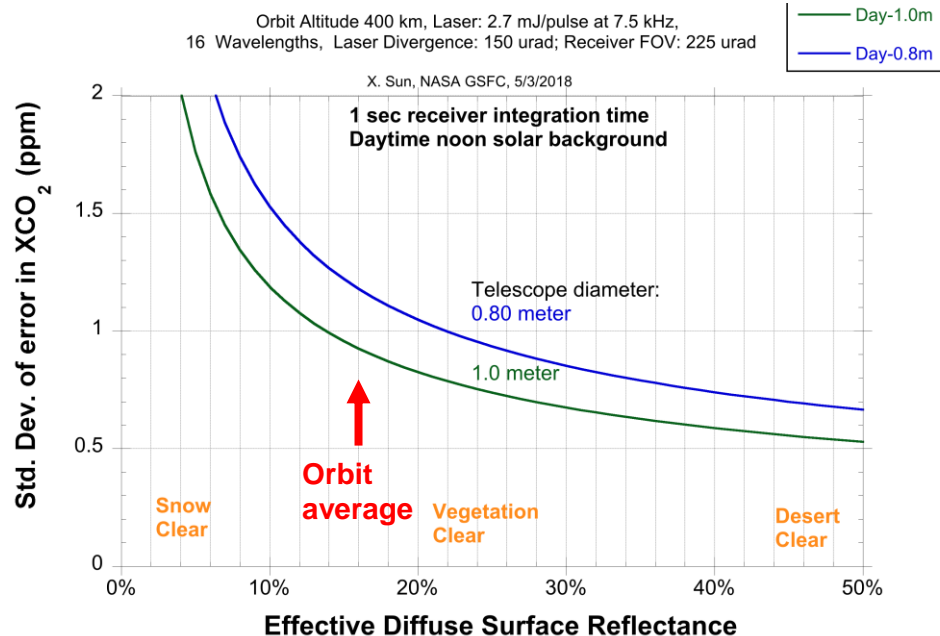 Orbit Altitude 400 km, Laser: 2.7 mJ/pulse at 7.5 kHz,
16 Wavelengths, Laser Divergence: 150 urad; Receiver FOV: 225 urad
X. Sun, NASA GSFC, 5/3/2018
Day-1.0m
Day-0.8m
1 sec receiver integration time
Daytime noon solar background
Std. Dev. of error in XCO₂ (ppm)
2
1.5
1
0.5
0
Telescope diameter:
0.80 meter
1.0 meter
Orbit
average
Snow
Clear
Vegetation
Clear
Desert
Clear
0%
10%
20%
30%
40%
50%
Effective Diffuse Surface Reflectance